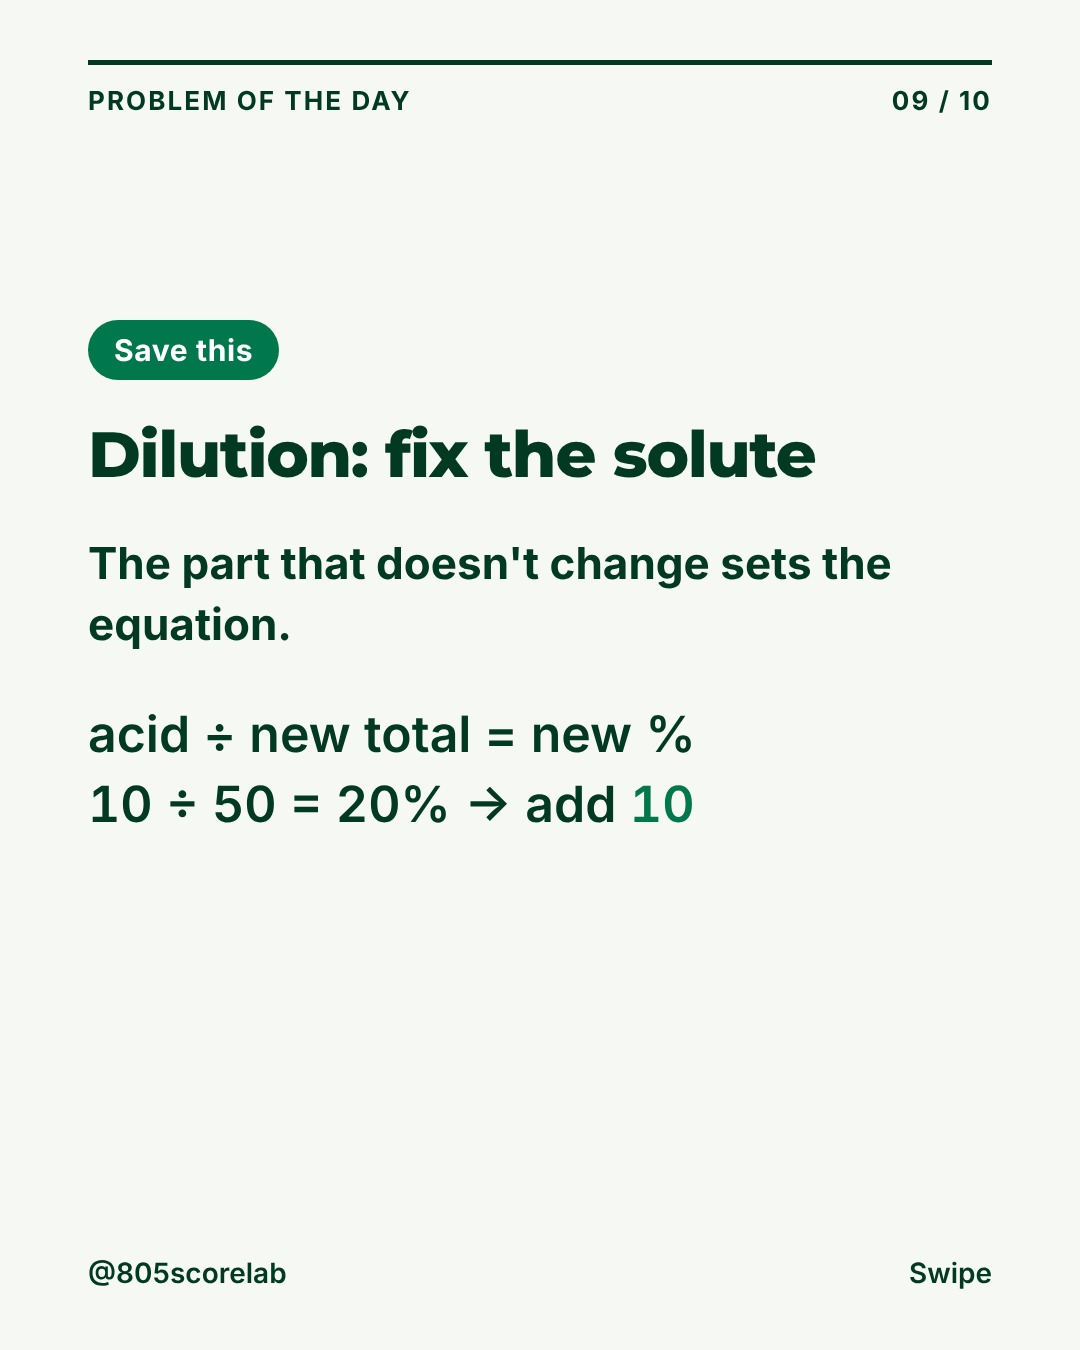 PROBLEM OF THE DAY
09 / 10
Save this
Dilution: fix the solute
The part that doesn't change sets the
equation.
acid ÷ new total = new %
10 ÷ 50 = 20% → add 10
@805scorelab
Swipe